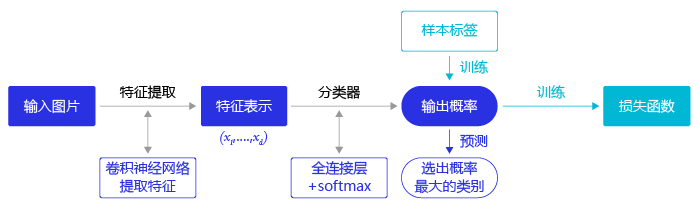 样本标签
训练
输入图片
特征提取
特征表示
分类器
输出概率
训练
损失函数
(x₁,....,x_d)
预测
卷积神经网络
提取特征
全连接层
+softmax
选出概率
最大的类别